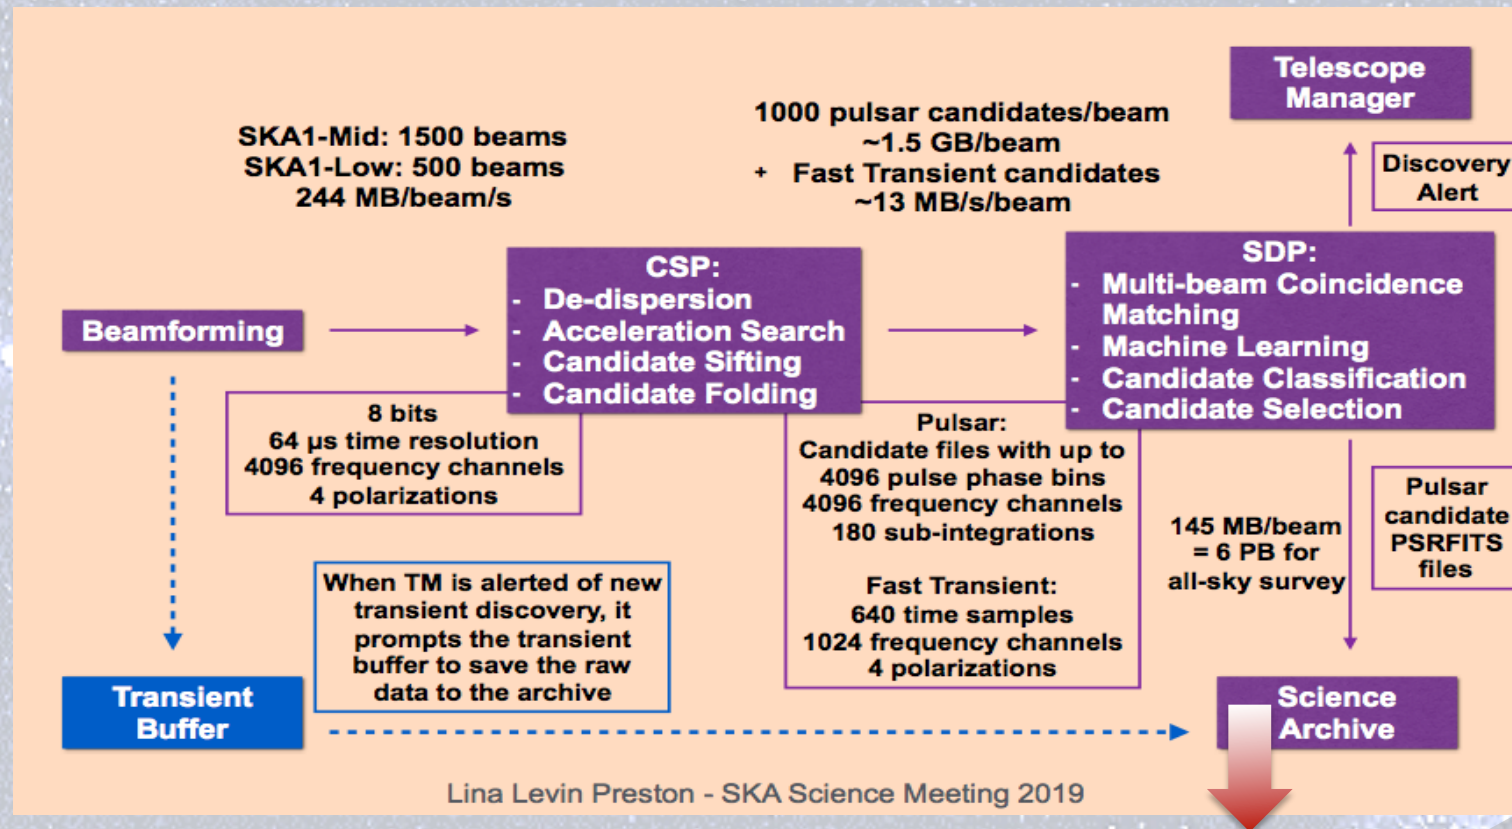 Telescope
Manager
1000 pulsar candidates/beam
~1.5 GB/beam
+ Fast Transient candidates
~13 MB/s/beam
SKA1-Mid: 1500 beams
SKA1-Low: 500 beams
244 MB/beam/s
Discovery
Alert
Beamforming
CSP:
- De-dispersion
- Acceleration Search
- Candidate Sifting
- Candidate Folding
SDP:
- Multi-beam Coincidence
Matching
- Machine Learning
- Candidate Classification
- Candidate Selection
8 bits
64 µs time resolution
4096 frequency channels
4 polarizations
Pulsar:
Candidate files with up to
4096 pulse phase bins
4096 frequency channels
180 sub-integrations
Fast Transient:
640 time samples
1024 frequency channels
4 polarizations
145 MB/beam
= 6 PB for
all-sky survey
Pulsar
candidate
PSRFITS
files
When TM is alerted of new
transient discovery, it
prompts the transient
buffer to save the raw
data to the archive
Transient
Buffer
Science
Archive
Lina Levin Preston - SKA Science Meeting 2019